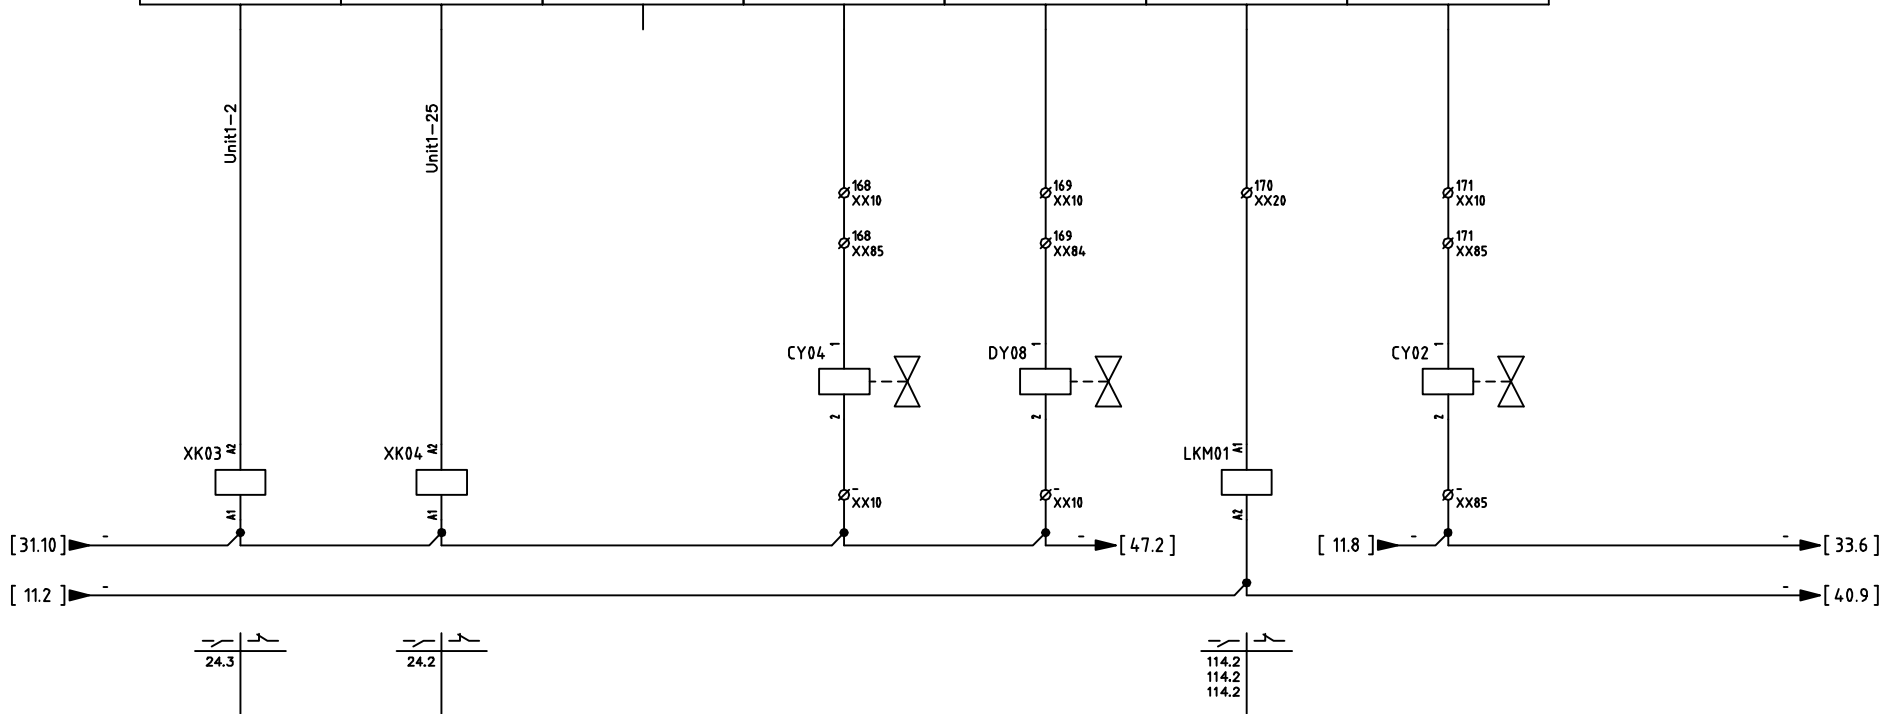 Unit1-2
Unit1-25
168
XX10
169
XX10
170
XX20
171
XX10
168
XX85
169
XX84
171
XX85
CY04
1
DY08
1
CY02
1
2
2
2
XK03
A2
XK04
A2
LKM01
A1
-
XX10
-
XX10
-
XX85
A1
A1
A2
[31.10]
-
-
[47.2]
[11.8]
-
-
[33.6]
[11.2]
-
-
[40.9]
24.3
24.2
114.2
114.2
114.2